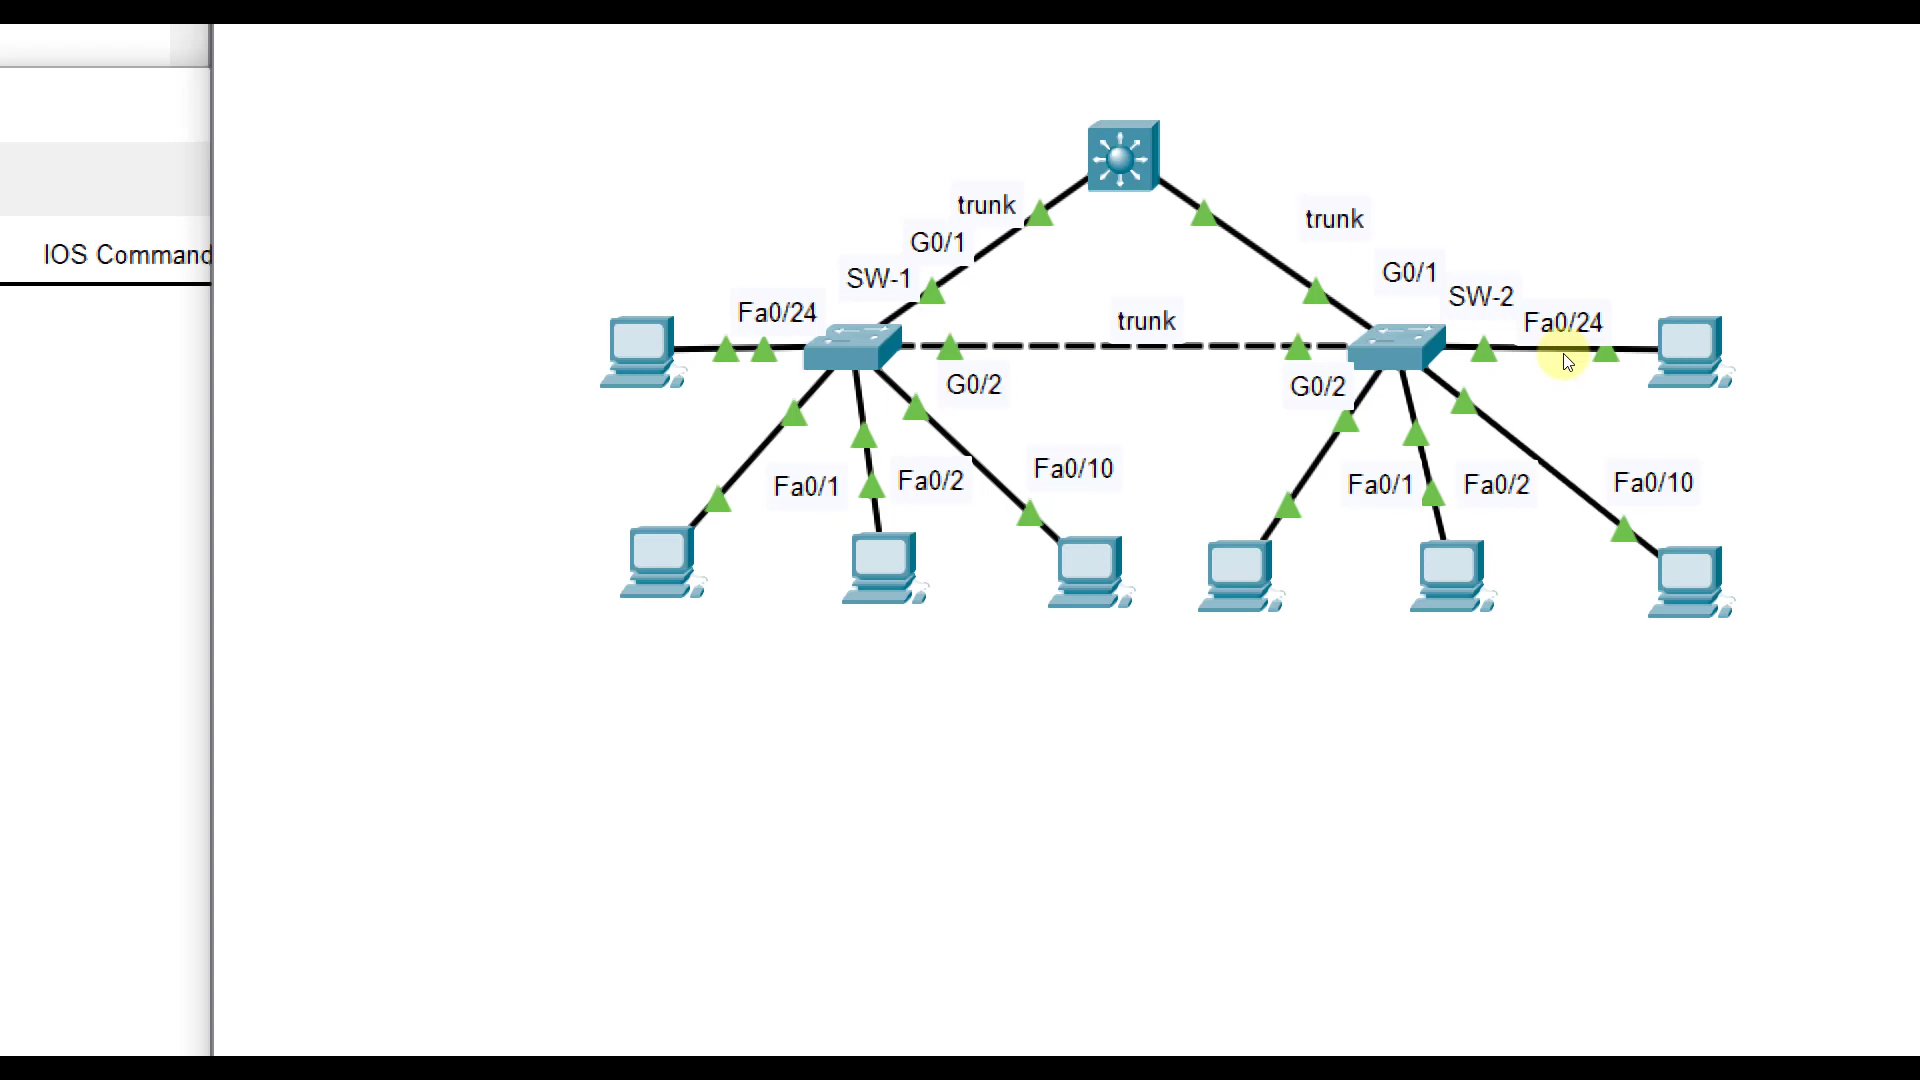 IOS Command
trunk
trunk
G0/1
G0/1
SW-1
SW-2
Fa0/24
trunk
Fa0/24
G0/2
G0/2
Fa0/1
Fa0/2
Fa0/10
Fa0/1
Fa0/2
Fa0/10